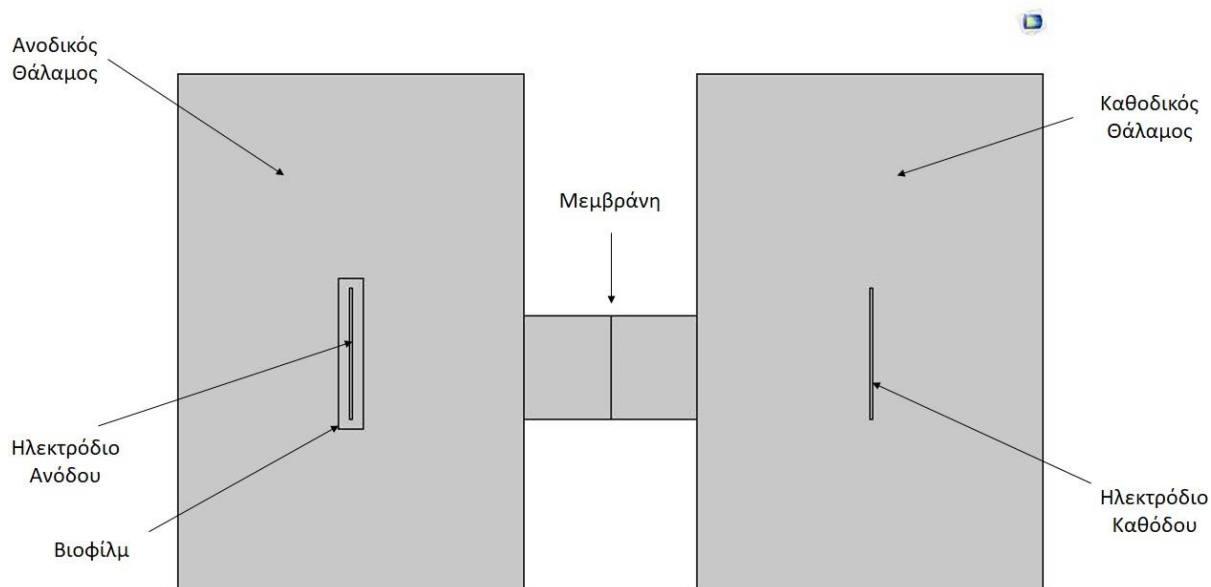 Ανοδικός
Θάλαμος
Καθοδικός
Θάλαμος
Μεμβράνη
Ηλεκτρόδιο
Ανόδου
Βιοφίλμ
Ηλεκτρόδιο
Καθόδου